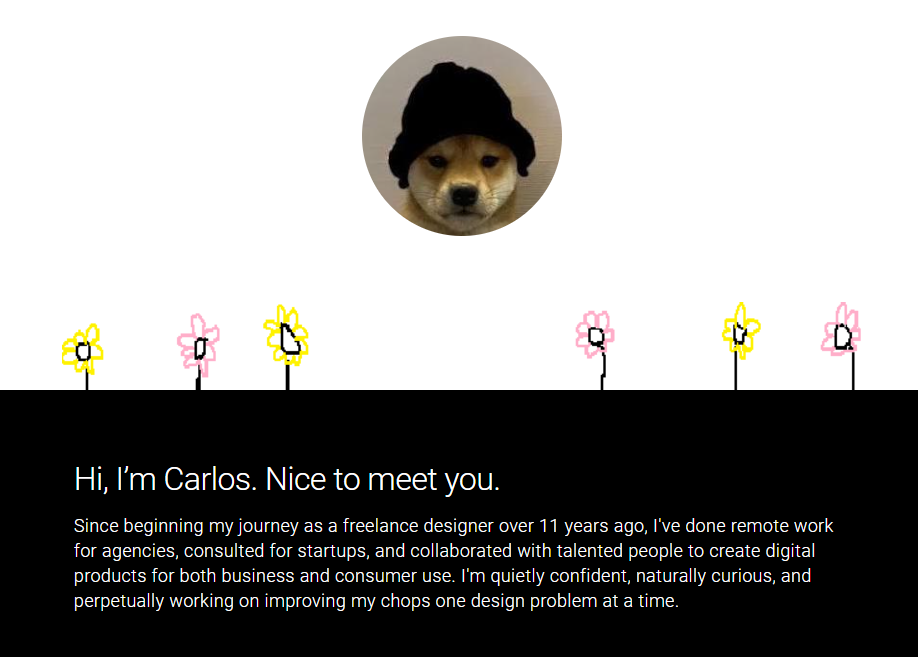 Hi, I’m Carlos. Nice to meet you.
Since beginning my journey as a freelance designer over 11 years ago, I've done remote work
for agencies, consulted for startups, and collaborated with talented people to create digital
products for both business and consumer use. I'm quietly confident, naturally curious, and
perpetually working on improving my chops one design problem at a time.